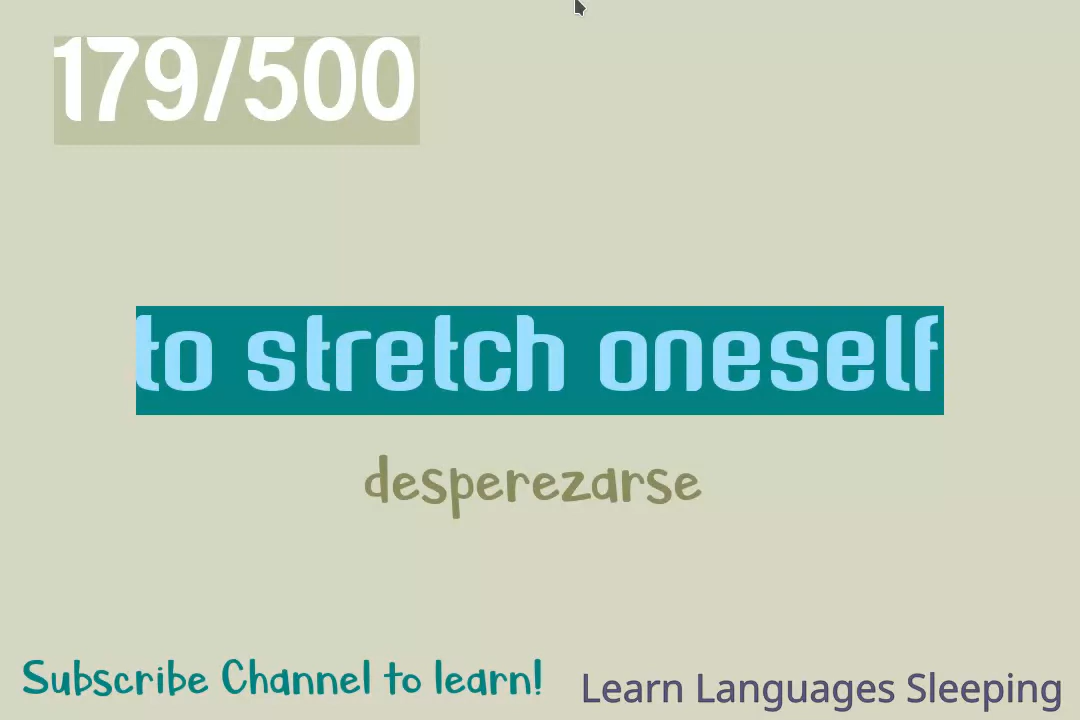 179/500
to stretch oneself
desperezarse
Subscribe Channel to learn!
Learn Languages Sleeping